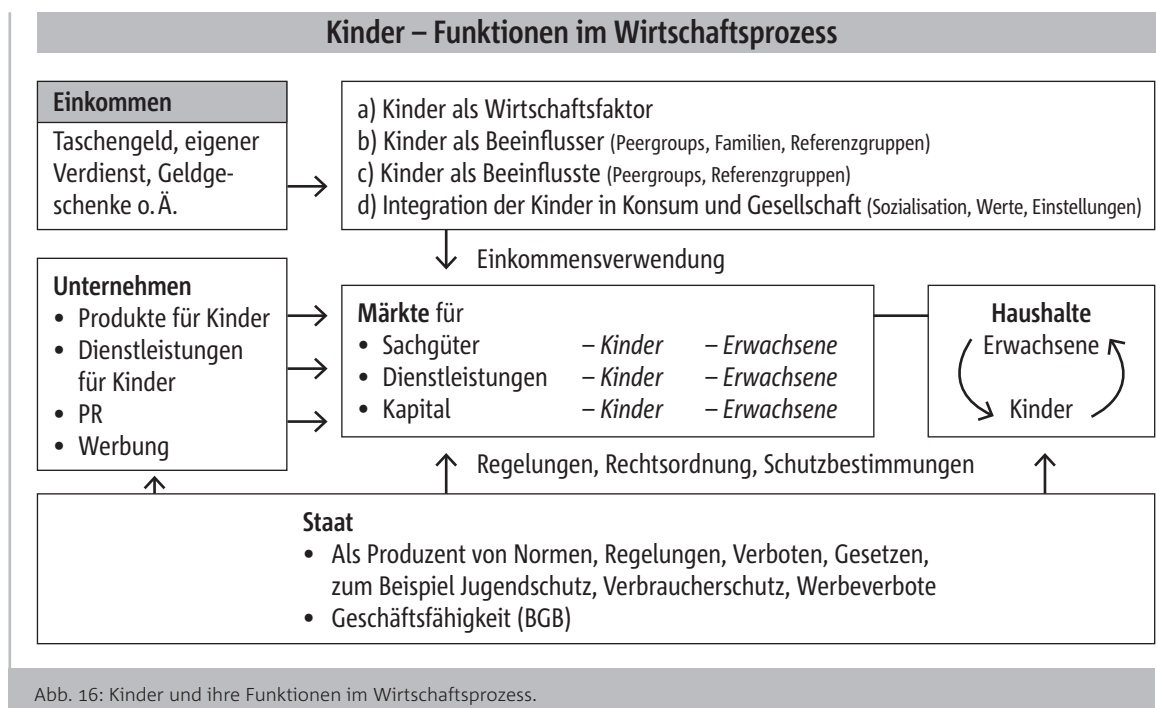 Kinder – Funktionen im Wirtschaftsprozess
Einkommen
Taschengeld, eigener
Verdienst, Geldge-
schenke o. Ä.
a) Kinder als Wirtschaftsfaktor
b) Kinder als Beeinflusser (Peergroups, Familien, Referenzgruppen)
c) Kinder als Beeinflusste (Peergroups, Referenzgruppen)
d) Integration der Kinder in Konsum und Gesellschaft (Sozialisation, Werte, Einstellungen)
Einkommensverwendung
Unternehmen
• Produkte für Kinder
• Dienstleistungen
für Kinder
• PR
• Werbung
Märkte für
• Sachgüter – Kinder – Erwachsene
• Dienstleistungen – Kinder – Erwachsene
• Kapital – Kinder – Erwachsene
Haushalte
Erwachsene
Kinder
Regelungen, Rechtsordnung, Schutzbestimmungen
Staat
• Als Produzent von Normen, Regelungen, Verboten, Gesetzen,
zum Beispiel Jugendschutz, Verbraucherschutz, Werbeverbote
• Geschäftsfähigkeit (BGB)
Abb. 16: Kinder und ihre Funktionen im Wirtschaftsprozess.